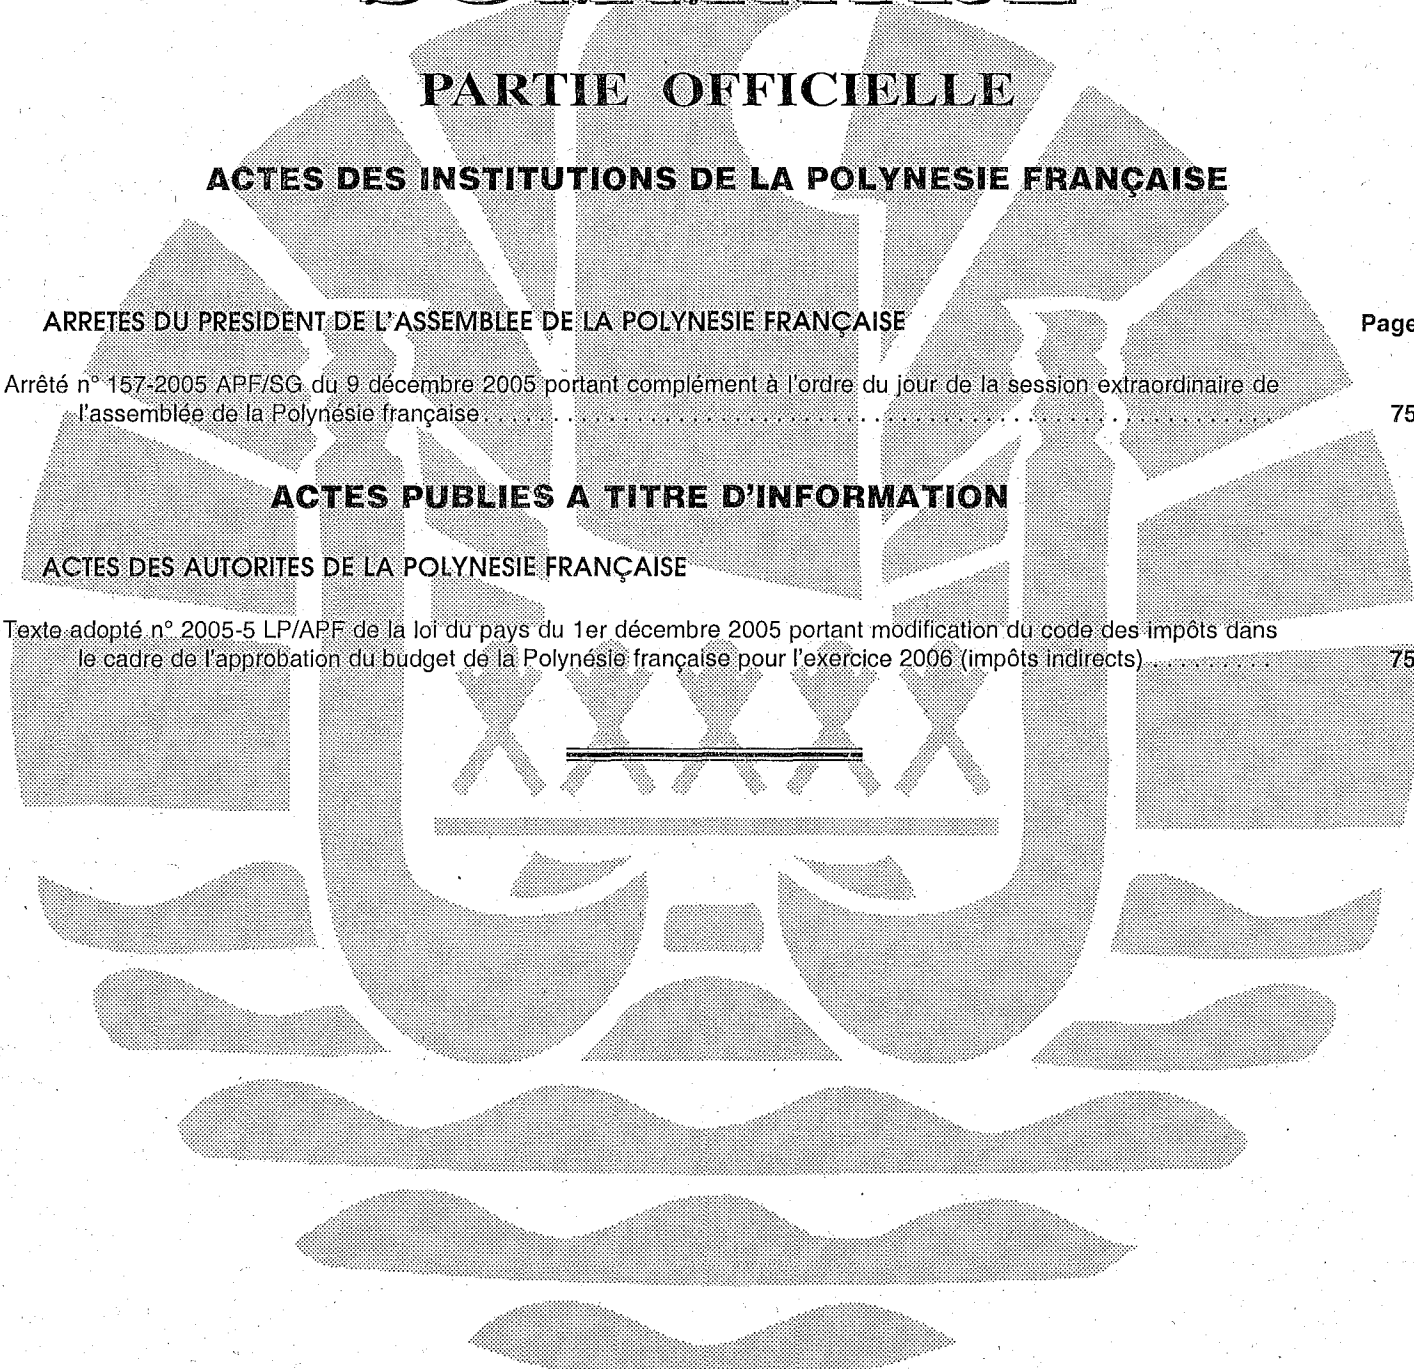 PARTIE OFFICIELLE
ACTES DES INSTITUTIONS DE LA POLYNESIE FRANÇAISE
ARRETES DU PRESIDENT DE L'ASSEMBLEE DE LA POLYNESIE FRANÇAISE Page
Arrêté n° 157-2005 APF/SG du 9 décembre 2005 portant complément à l'ordre du jour de la session extraordinaire de
l'assemblée de la Polynésie française. . . . . . . . . . . . . . . . . . . . . . . . . . . . . . . . . . . . . . . . . . . . . . . . . . . . . . . . . . . . . . . 75
ACTES PUBLIES A TITRE D'INFORMATION
ACTES DES AUTORITES DE LA POLYNESIE FRANÇAISE
Texte adopté n° 2005-5 LP/APF de la loi du pays du 1er décembre 2005 portant modification du code des impôts dans
le cadre de l'approbation du budget de la Polynésie française pour l'exercice 2006 (impôts indirects) . . . . . . . . . . 75